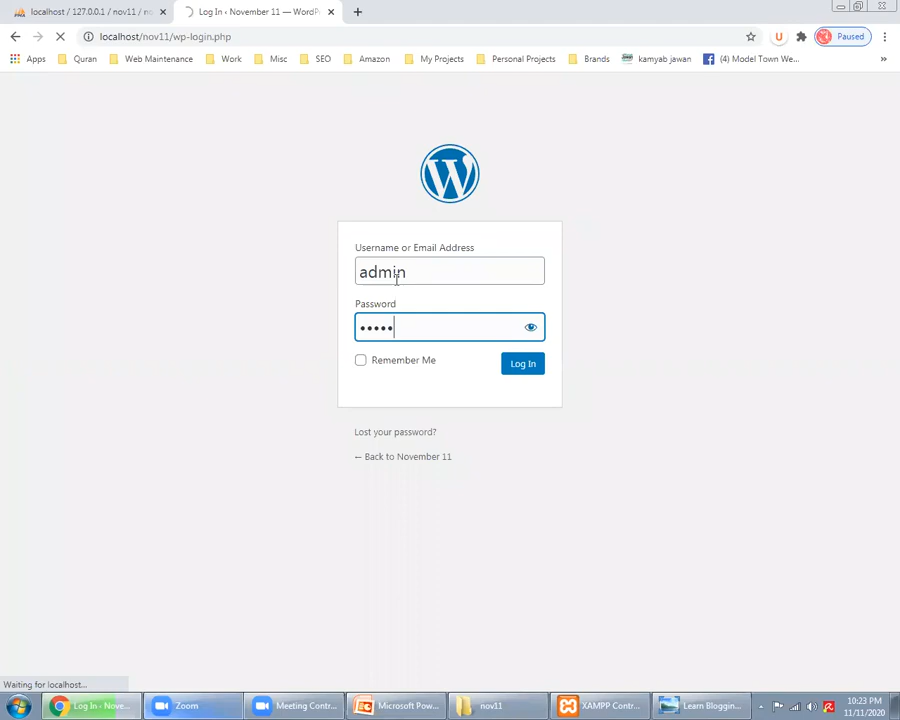 localhost / 127.0.0.1 / nov11 / no
Log In ‹ November 11 — WordPr
localhost/nov11/wp-login.php
Paused
Apps
Quran
Web Maintenance
Work
Misc
SEO
Amazon
My Projects
Personal Projects
Brands
kamyab jawan
(4) Model Town We...
»
Username or Email Address
admin
Password
•••••
Remember Me
Log In
Lost your password?
← Back to November 11
Waiting for localhost...
Log In ‹ Nove...
Zoom
Meeting Contr...
Microsoft Pow...
nov11
XAMPP Contr...
Learn Bloggin...
10:23 PM
11/11/2020